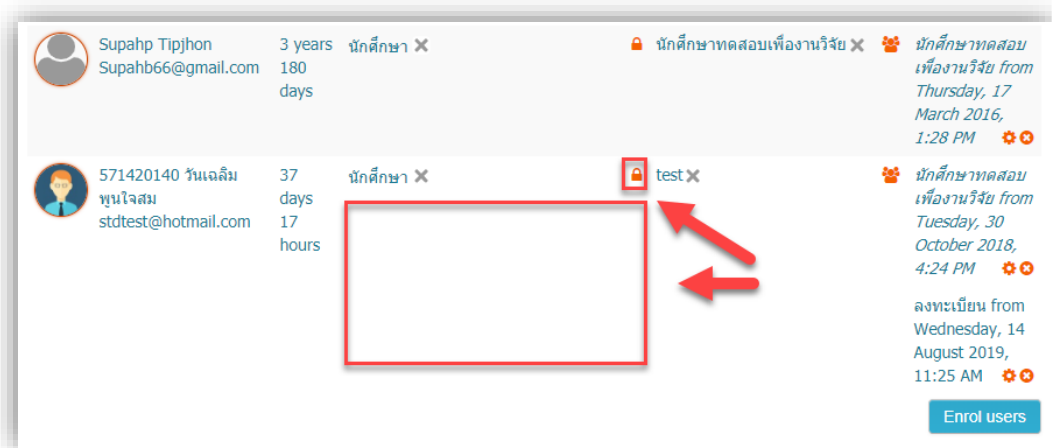 Supahp Tipjhon
Supahb66@gmail.com
3 years
180
days
นักศึกษา
นักศึกษาทดสอบเพื่องานวิจัย
นักศึกษาทดสอบ
เพื่องานวิจัย from
Thursday, 17
March 2016,
1:28 PM
571420140 วันเฉลิม
พูนใจสม
stdtest@hotmail.com
37
days
17
hours
นักศึกษา
test
นักศึกษาทดสอบ
เพื่องานวิจัย from
Tuesday, 30
October 2018,
4:24 PM
ลงทะเบียน from
Wednesday, 14
August 2019,
11:25 AM
Enrol users